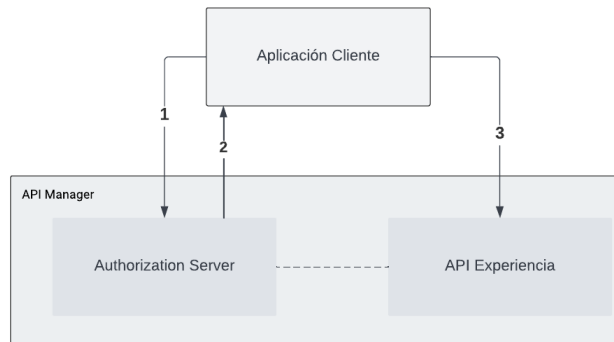 Aplicación Cliente
1
2
3
API Manager
Authorization Server
API Experiencia